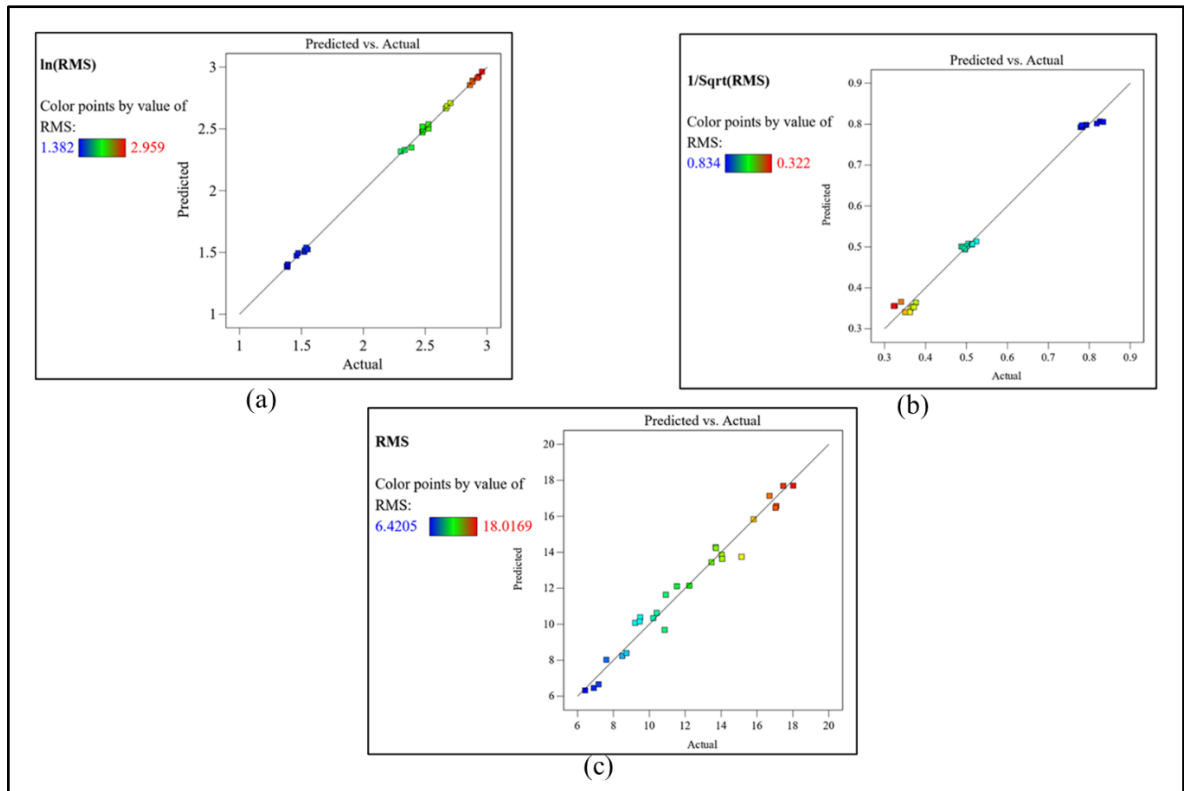 Predicted vs. Actual
ln(RMS)
Color points by value of
RMS:
1.382 2.959
Predicted
3
2.5
2
1.5
1
1 1.5 2 2.5 3
Actual
(a)
Predicted vs. Actual
1/Sqrt(RMS)
Color points by value of
RMS:
0.834 0.322
Predicted
0.9
0.8
0.7
0.6
0.5
0.4
0.3
0.3 0.4 0.5 0.6 0.7 0.8 0.9
Actual
(b)
Predicted vs. Actual
RMS
Color points by value of
RMS:
6.4205 18.0169
Predicted
20
18
16
14
12
10
8
6
6 8 10 12 14 16 18 20
Actual
(c)